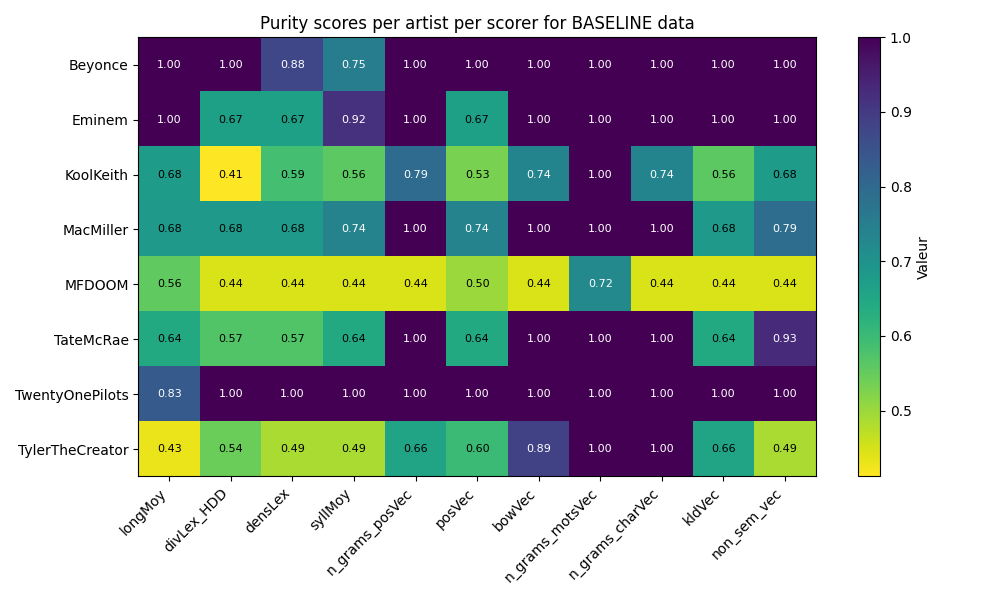 Purity scores per artist per scorer for BASELINE data
Beyonce 1.00 1.00 0.88 0.75 1.00 1.00 1.00 1.00 1.00 1.00 1.00
Eminem 1.00 0.67 0.67 0.92 1.00 0.67 1.00 1.00 1.00 1.00 1.00
KoolKeith 0.68 0.41 0.59 0.56 0.79 0.53 0.74 1.00 0.74 0.56 0.68
MacMiller 0.68 0.68 0.68 0.74 1.00 0.74 1.00 1.00 1.00 0.68 0.79
MFDOOM 0.56 0.44 0.44 0.44 0.44 0.50 0.44 0.72 0.44 0.44 0.44
TateMcRae 0.64 0.57 0.57 0.64 1.00 0.64 1.00 1.00 1.00 0.64 0.93
TwentyOnePilots 0.83 1.00 1.00 1.00 1.00 1.00 1.00 1.00 1.00 1.00 1.00
TylerTheCreator 0.43 0.54 0.49 0.49 0.66 0.60 0.89 1.00 1.00 0.66 0.49
longMoy divLex_HDD densLex syllMoy n_grams_posVec posVec bowVec n_grams_motsVec n_grams_charVec kldVec non_sem_vec
1.0
0.9
0.8
0.7
0.6
0.5
Valeur